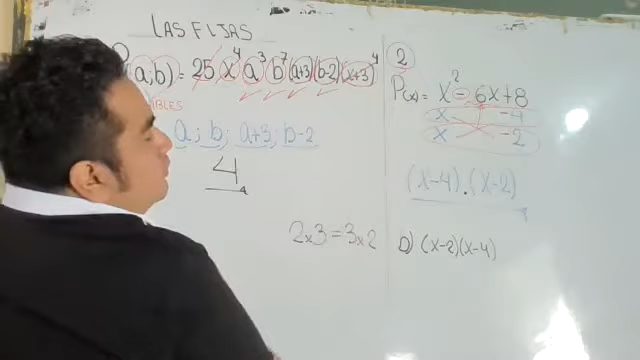 LAS FIJAS
(a;b) = 25 x⁴ a³ b⁷ (a+3)(b-2)(x+3)⁴
a; b; a+3; b-2
4
2x3 = 3x2
2
P(x) = x² - 6x + 8
x -4
x -2
(x-4).(x-2)
D) (x-2)(x-4)